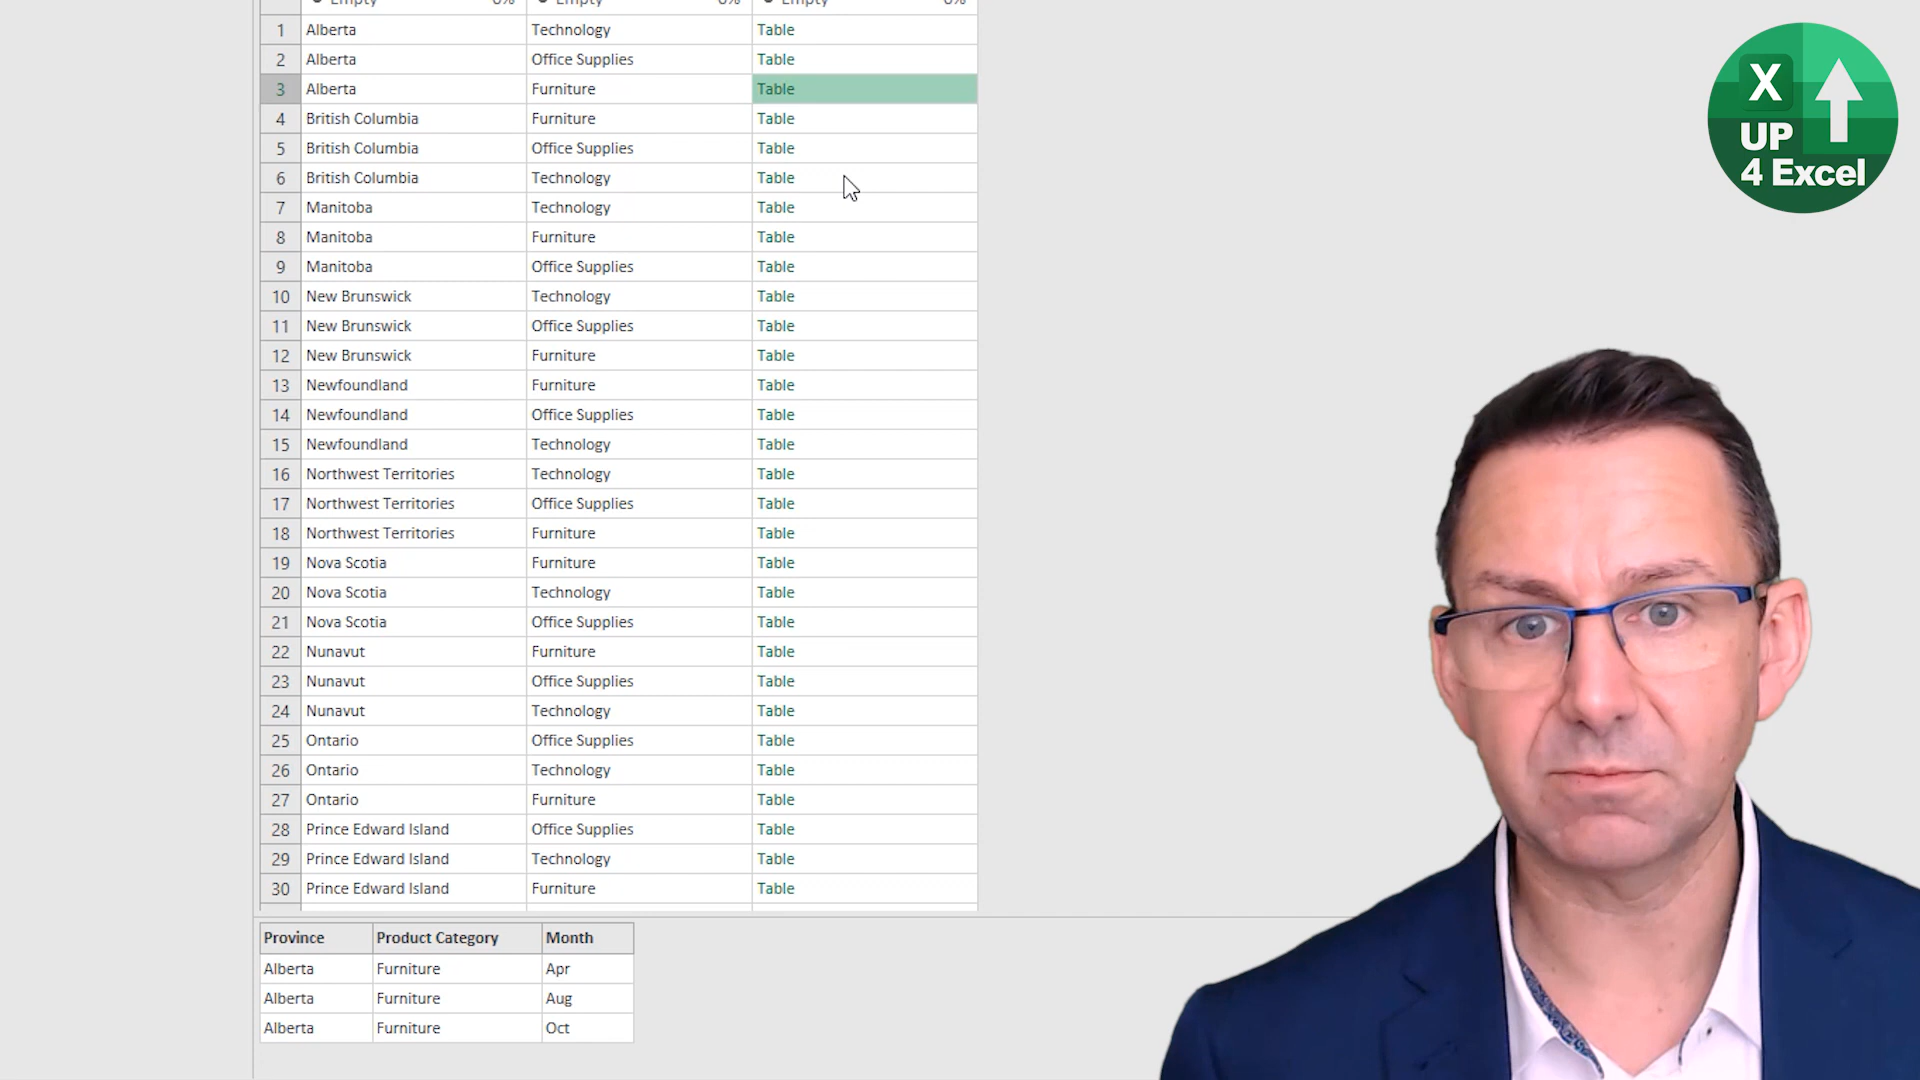 Empty 0% Empty 0% Empty 0%
1 Alberta Technology Table
2 Alberta Office Supplies Table
3 Alberta Furniture Table
4 British Columbia Furniture Table
5 British Columbia Office Supplies Table
6 British Columbia Technology Table
7 Manitoba Technology Table
8 Manitoba Furniture Table
9 Manitoba Office Supplies Table
10 New Brunswick Technology Table
11 New Brunswick Office Supplies Table
12 New Brunswick Furniture Table
13 Newfoundland Furniture Table
14 Newfoundland Office Supplies Table
15 Newfoundland Technology Table
16 Northwest Territories Technology Table
17 Northwest Territories Office Supplies Table
18 Northwest Territories Furniture Table
19 Nova Scotia Furniture Table
20 Nova Scotia Technology Table
21 Nova Scotia Office Supplies Table
22 Nunavut Furniture Table
23 Nunavut Office Supplies Table
24 Nunavut Technology Table
25 Ontario Office Supplies Table
26 Ontario Technology Table
27 Ontario Furniture Table
28 Prince Edward Island Office Supplies Table
29 Prince Edward Island Technology Table
30 Prince Edward Island Furniture Table
Province Product Category Month
Alberta Furniture Apr
Alberta Furniture Aug
Alberta Furniture Oct
X
UP
4 Excel